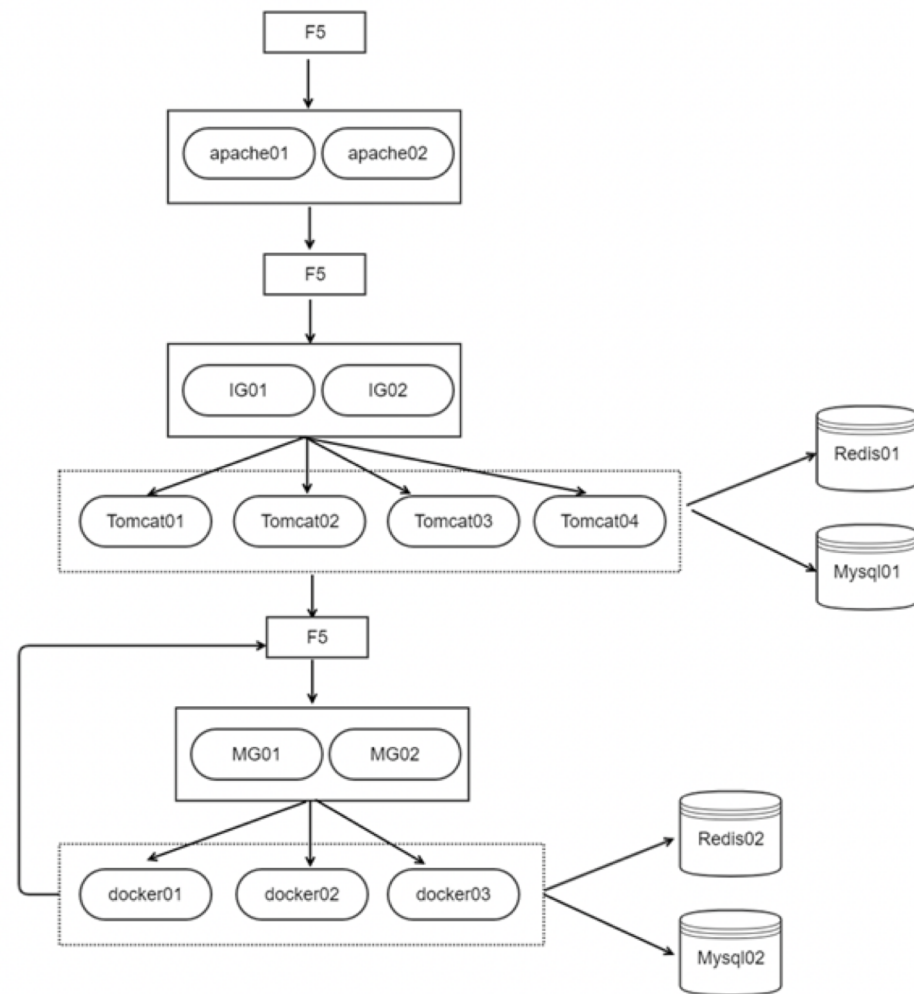 F5
apache01 apache02
F5
IG01 IG02
Redis01
Tomcat01 Tomcat02 Tomcat03 Tomcat04
Mysql01
F5
MG01 MG02
Redis02
docker01 docker02 docker03
Mysql02